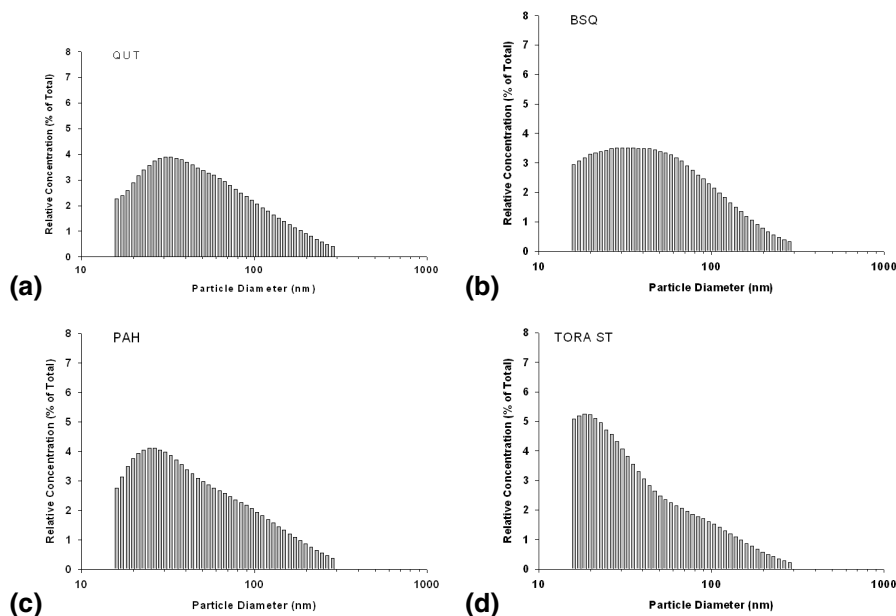 QUT
8
7
6
5
4
3
2
1
0
Relative Concentration (% of Total)
10 100 1000
Particle Diameter (nm)
(a)
BSQ
8
7
6
5
4
3
2
1
0
Relative Concentration (% of Total)
10 100 1000
Particle Diameter (nm)
(b)
PAH
8
7
6
5
4
3
2
1
0
Relative Concentration (% of Total)
10 100 1000
Particle Diameter (nm)
(c)
TORA ST
8
7
6
5
4
3
2
1
0
Relative Concentration (% of Total)
10 100 1000
Particle Diameter (nm)
(d)